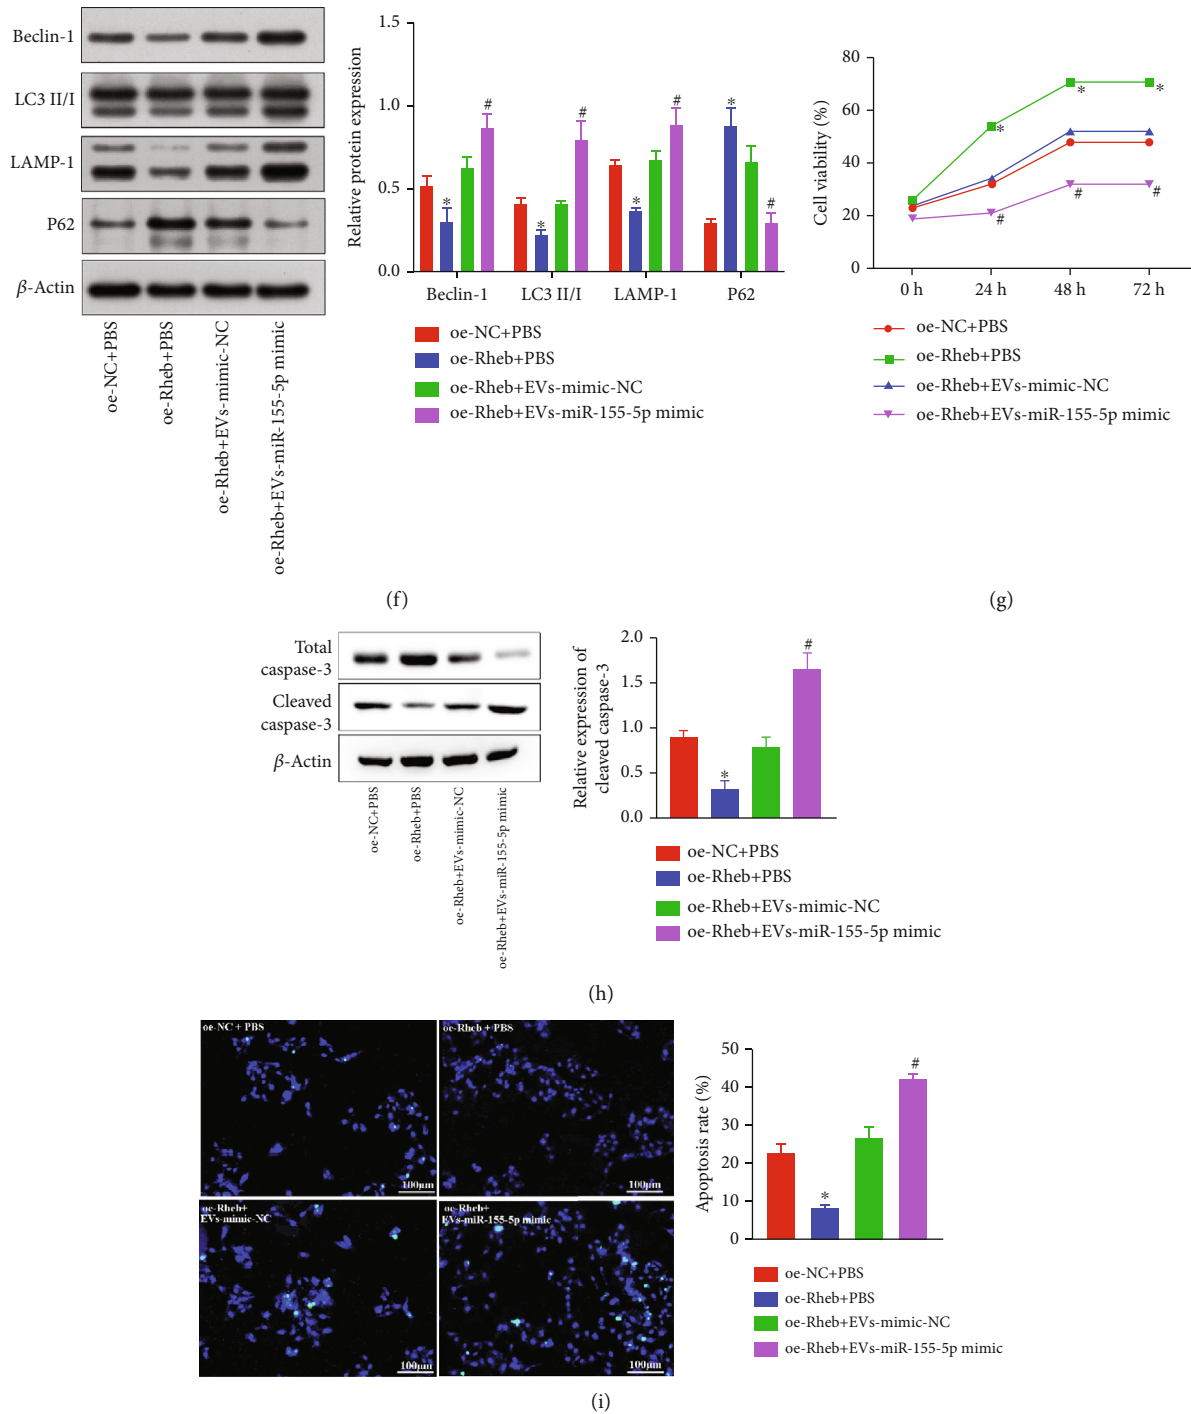 Beclin-1
LC3 II/I
LAMP-1
P62
β-Actin
oe-NC+PBS
oe-Rheb+PBS
oe-Rheb+EVs-mimic-NC
oe-Rheb+EVs-miR-155-5p mimic
Relative protein expression
1.5
1.0
0.5
0.0
*
#
*
#
*
#
*
#
Beclin-1
LC3 II/I
LAMP-1
P62
oe-NC+PBS
oe-Rheb+PBS
oe-Rheb+EVs-mimic-NC
oe-Rheb+EVs-miR-155-5p mimic
(f)
Cell viability (%)
80
60
40
20
0
*
*
*
#
#
#
0 h
24 h
48 h
72 h
oe-NC+PBS
oe-Rheb+PBS
oe-Rheb+EVs-mimic-NC
oe-Rheb+EVs-miR-155-5p mimic
(g)
Total
caspase-3
Cleaved
caspase-3
β-Actin
oe-NC+PBS
oe-Rheb+PBS
oe-Rheb+EVs-mimic-NC
oe-Rheb+EVs-miR-155-5p mimic
Relative expression of
cleaved caspase-3
2.0
1.5
1.0
0.5
0.0
*
#
oe-NC+PBS
oe-Rheb+PBS
oe-Rheb+EVs-mimic-NC
oe-Rheb+EVs-miR-155-5p mimic
(h)
oe-NC + PBS
100μm
oe-Rheb + PBS
100μm
oe-Rheb+
EVs-mimic-NC
100μm
oe-Rheb+
EVs-miR-155-5p mimic
100μm
Apoptosis rate (%)
50
40
30
20
10
0
*
#
oe-NC+PBS
oe-Rheb+PBS
oe-Rheb+EVs-mimic-NC
oe-Rheb+EVs-miR-155-5p mimic
(i)